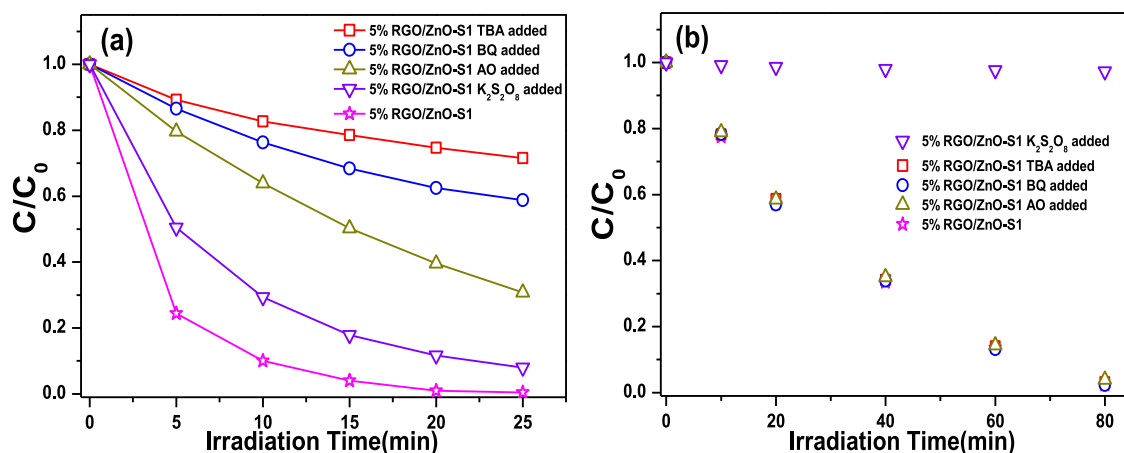 (a)
5% RGO/ZnO-S1 TBA added
5% RGO/ZnO-S1 BQ added
5% RGO/ZnO-S1 AO added
5% RGO/ZnO-S1 K₂S₂O₈ added
5% RGO/ZnO-S1
C/C₀
1.0
0.8
0.6
0.4
0.2
0.0
0 5 10 15 20 25
Irradiation Time(min)
(b)
5% RGO/ZnO-S1 K₂S₂O₈ added
5% RGO/ZnO-S1 TBA added
5% RGO/ZnO-S1 BQ added
5% RGO/ZnO-S1 AO added
5% RGO/ZnO-S1
C/C₀
1.0
0.8
0.6
0.4
0.2
0.0
0 20 40 60 80
Irradiation Time(min)